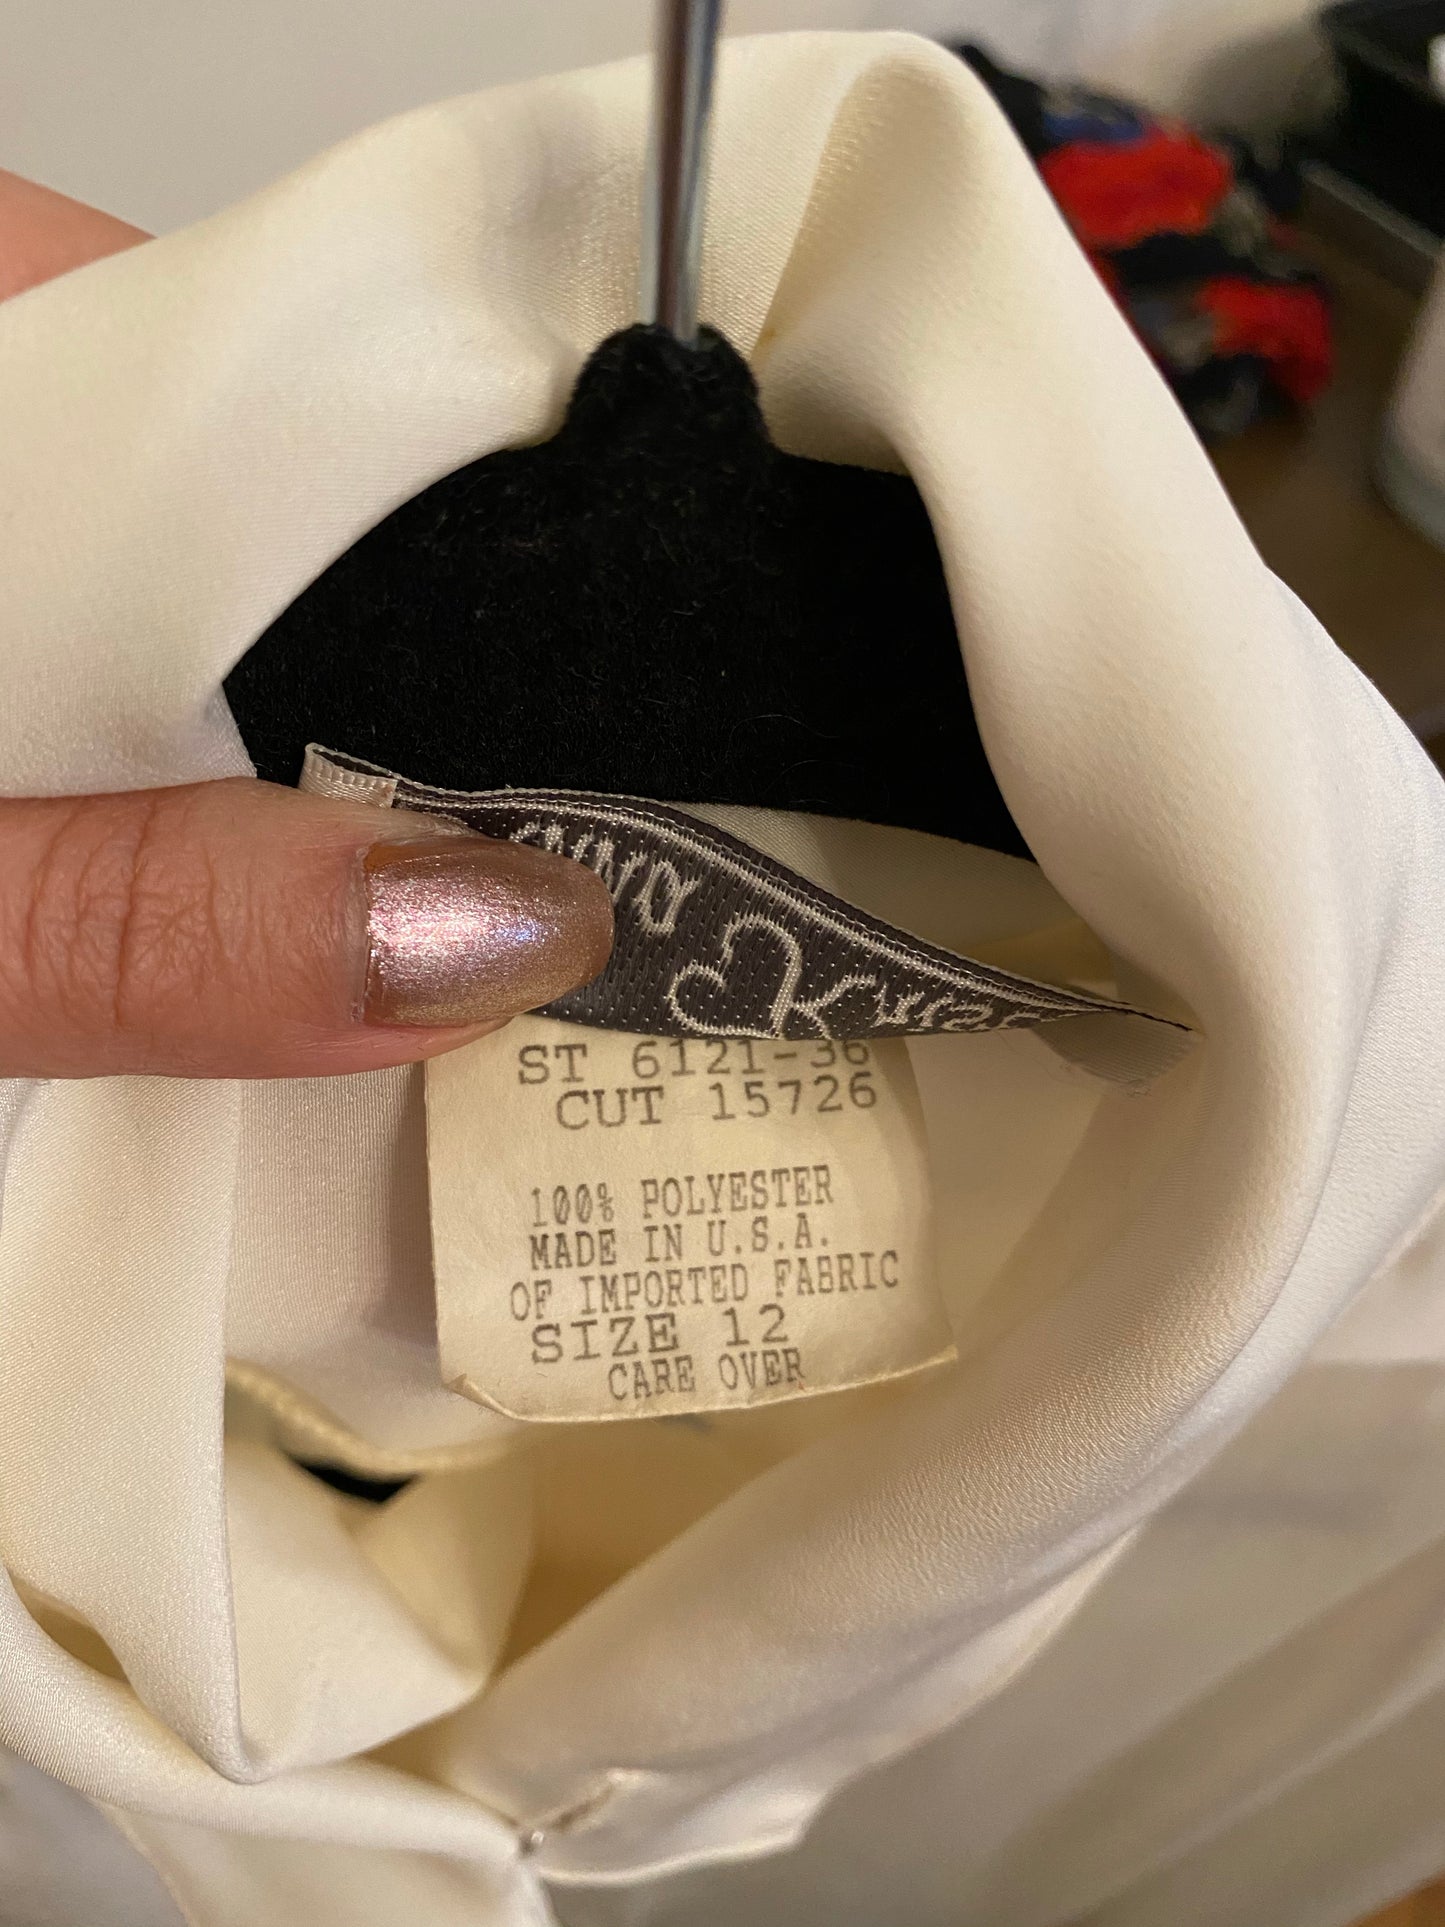 ST 6121-36
CUT 15726
100% POLYESTER
MADE IN U.S.A.
OF IMPORTED FABRIC
SIZE 12
CARE OVER